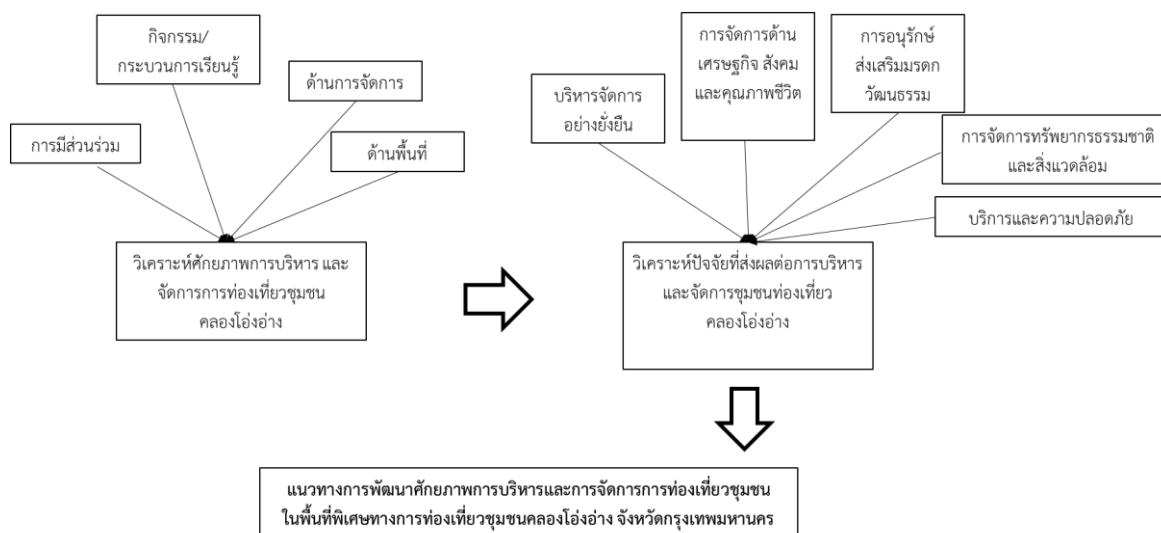 กิจกรรม/
กระบวนการเรียนรู้
ด้านการจัดการ
การมีส่วนร่วม
ด้านพื้นที่
วิเคราะห์ศักยภาพการบริหาร และ
จัดการการท่องเที่ยวชุมชน
คลองโอ่งอ่าง
บริหารจัดการ
อย่างยั่งยืน
การจัดการด้าน
เศรษฐกิจ สังคม
และคุณภาพชีวิต
การอนุรักษ์
ส่งเสริมมรดก
วัฒนธรรม
การจัดการทรัพยากรธรรมชาติ
และสิ่งแวดล้อม
บริการและความปลอดภัย
วิเคราะห์ปัจจัยที่ส่งผลต่อการบริหาร
และจัดการชุมชนท่องเที่ยว
คลองโอ่งอ่าง
แนวทางการพัฒนาศักยภาพการบริหารและการจัดการการท่องเที่ยวชุมชน
ในพื้นที่พิเศษทางการท่องเที่ยวชุมชนคลองโอ่งอ่าง จังหวัดกรุงเทพมหานคร